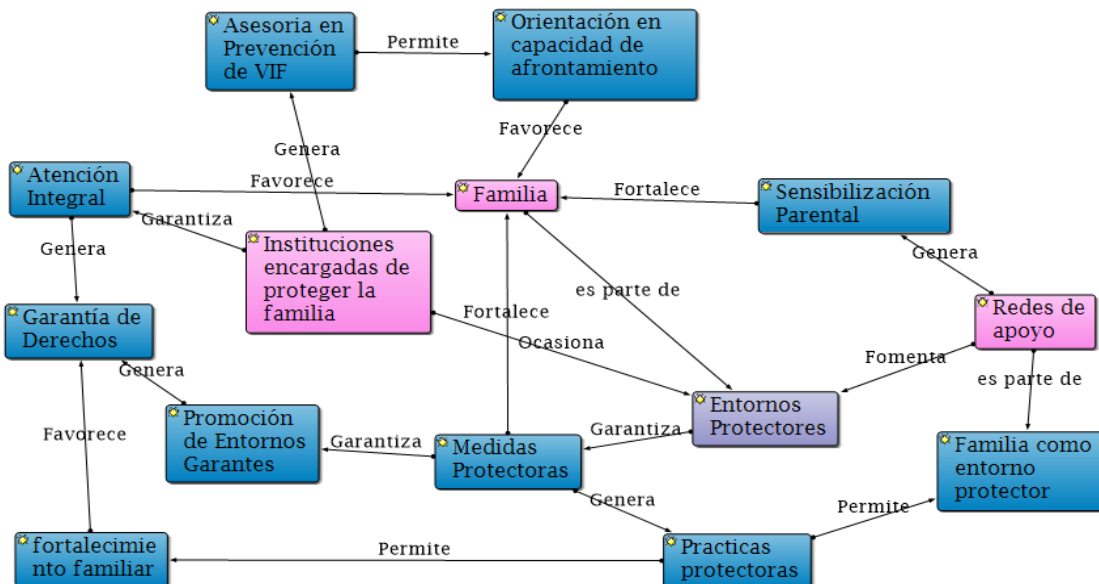 Asesoria en
Prevención
de VIF
Permite
Orientación en
capacidad de
afrontamiento
Genera
Favorece
Atención
Integral
Favorece
Familia
Fortalece
Sensibilización
Parental
Garantiza
Genera
Instituciones
encargadas de
proteger la
familia
Genera
es parte de
Garantía de
Derechos
Fortalece
Ocasiona
Redes de
apoyo
Fomenta
es parte de
Genera
Promoción
de Entornos
Garantes
Favorece
Garantiza
Medidas
Protectoras
Garantiza
Entornos
Protectores
Familia como
entorno
protector
Genera
Permite
fortalecimie
nto familiar
Permite
Practicas
protectoras